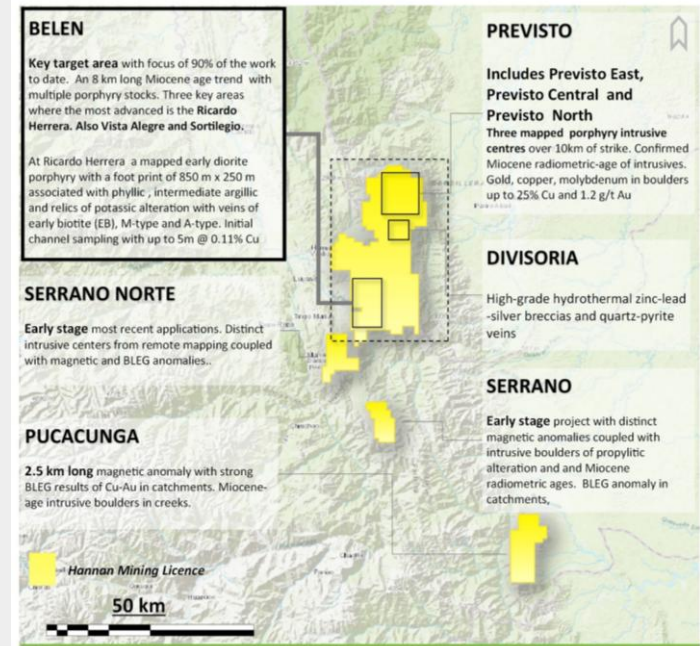 BELEN
Key target area with focus of 90% of the work
to date. An 8 km long Miocene age trend with
multiple porphyry stocks. Three key areas
where the most advanced is the Ricardo
Herrera. Also Vista Alegre and Sortilegio.
At Ricardo Herrera a mapped early diorite
porphyry with a foot print of 850 m x 250 m
associated with phyllic , intermediate argillic
and relics of potassic alteration with veins of
early biotite (EB), M-type and A-type. Initial
channel sampling with up to 5m @ 0.11% Cu
SERRANO NORTE
Early stage most recent applications. Distinct
intrusive centers from remote mapping coupled
with magnetic and BLEG anomalies..
PUCACUNGA
2.5 km long magnetic anomaly with strong
BLEG results of Cu-Au in catchments. Miocene-
age intrusive boulders in creeks.
Hannan Mining Licence
50 km
PREVISTO
Includes Previsto East,
Previsto Central and
Previsto North
Three mapped porphyry intrusive
centres over 10km of strike. Confirmed
Miocene radiometric-age of intrusives.
Gold, copper, molybdenum in boulders
up to 25% Cu and 1.2 g/t Au
DIVISORIA
High-grade hydrothermal zinc-lead
-silver breccias and quartz-pyrite
veins
SERRANO
Early stage project with distinct
magnetic anomalies coupled with
intrusive boulders of propylitic
alteration and and Miocene
radiometric ages. BLEG anomaly in
catchments,